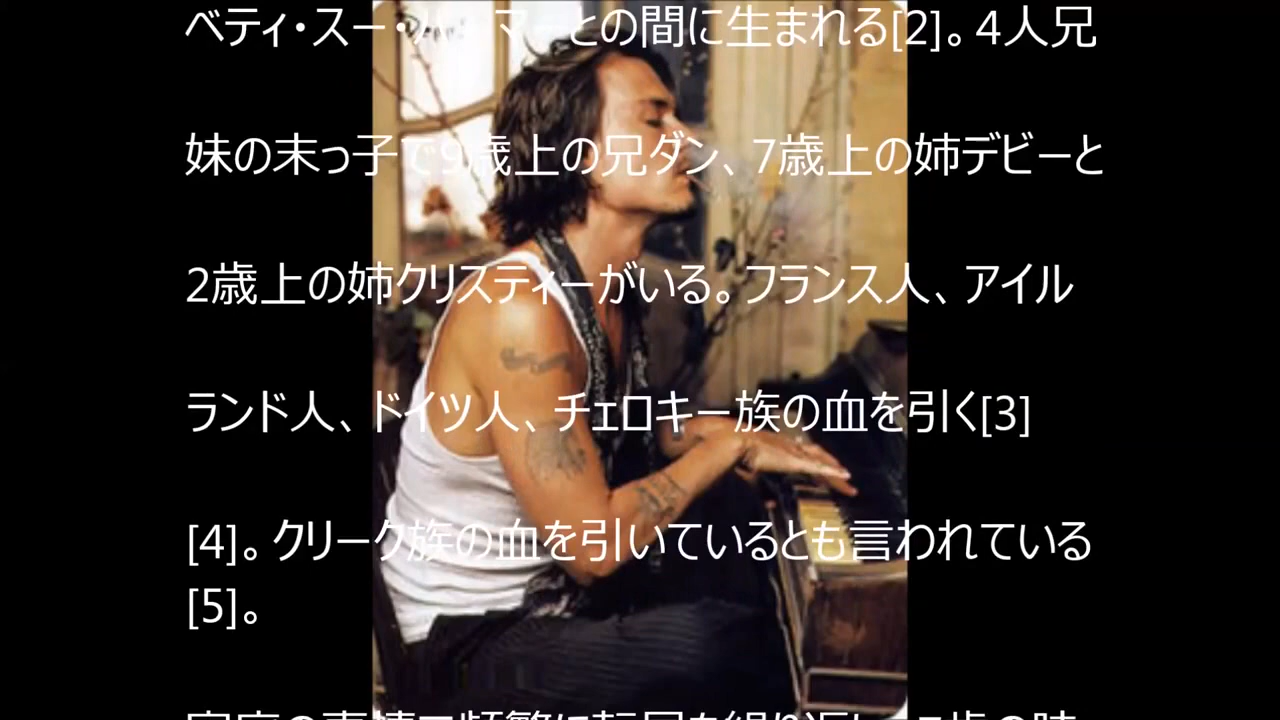 ベティ・スー・パーマーとの間に生まれる[2]。4人兄
妹の末っ子で9歳上の兄ダン、7歳上の姉デビーと
2歳上の姉クリスティーがいる。フランス人、アイル
ランド人、ドイツ人、チェロキー族の血を引く[3]
[4]。クリーク族の血を引いているとも言われている
[5]。